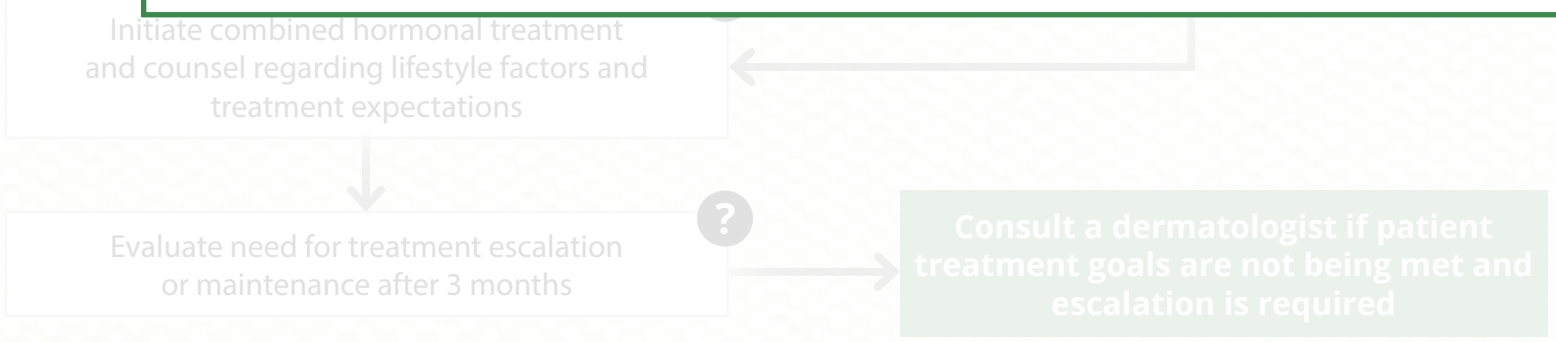 Initiate combined hormonal treatment
and counsel regarding lifestyle factors and
treatment expectations
?
Evaluate need for treatment escalation
or maintenance after 3 months
Consult a dermatologist if patient
treatment goals are not being met and
escalation is required